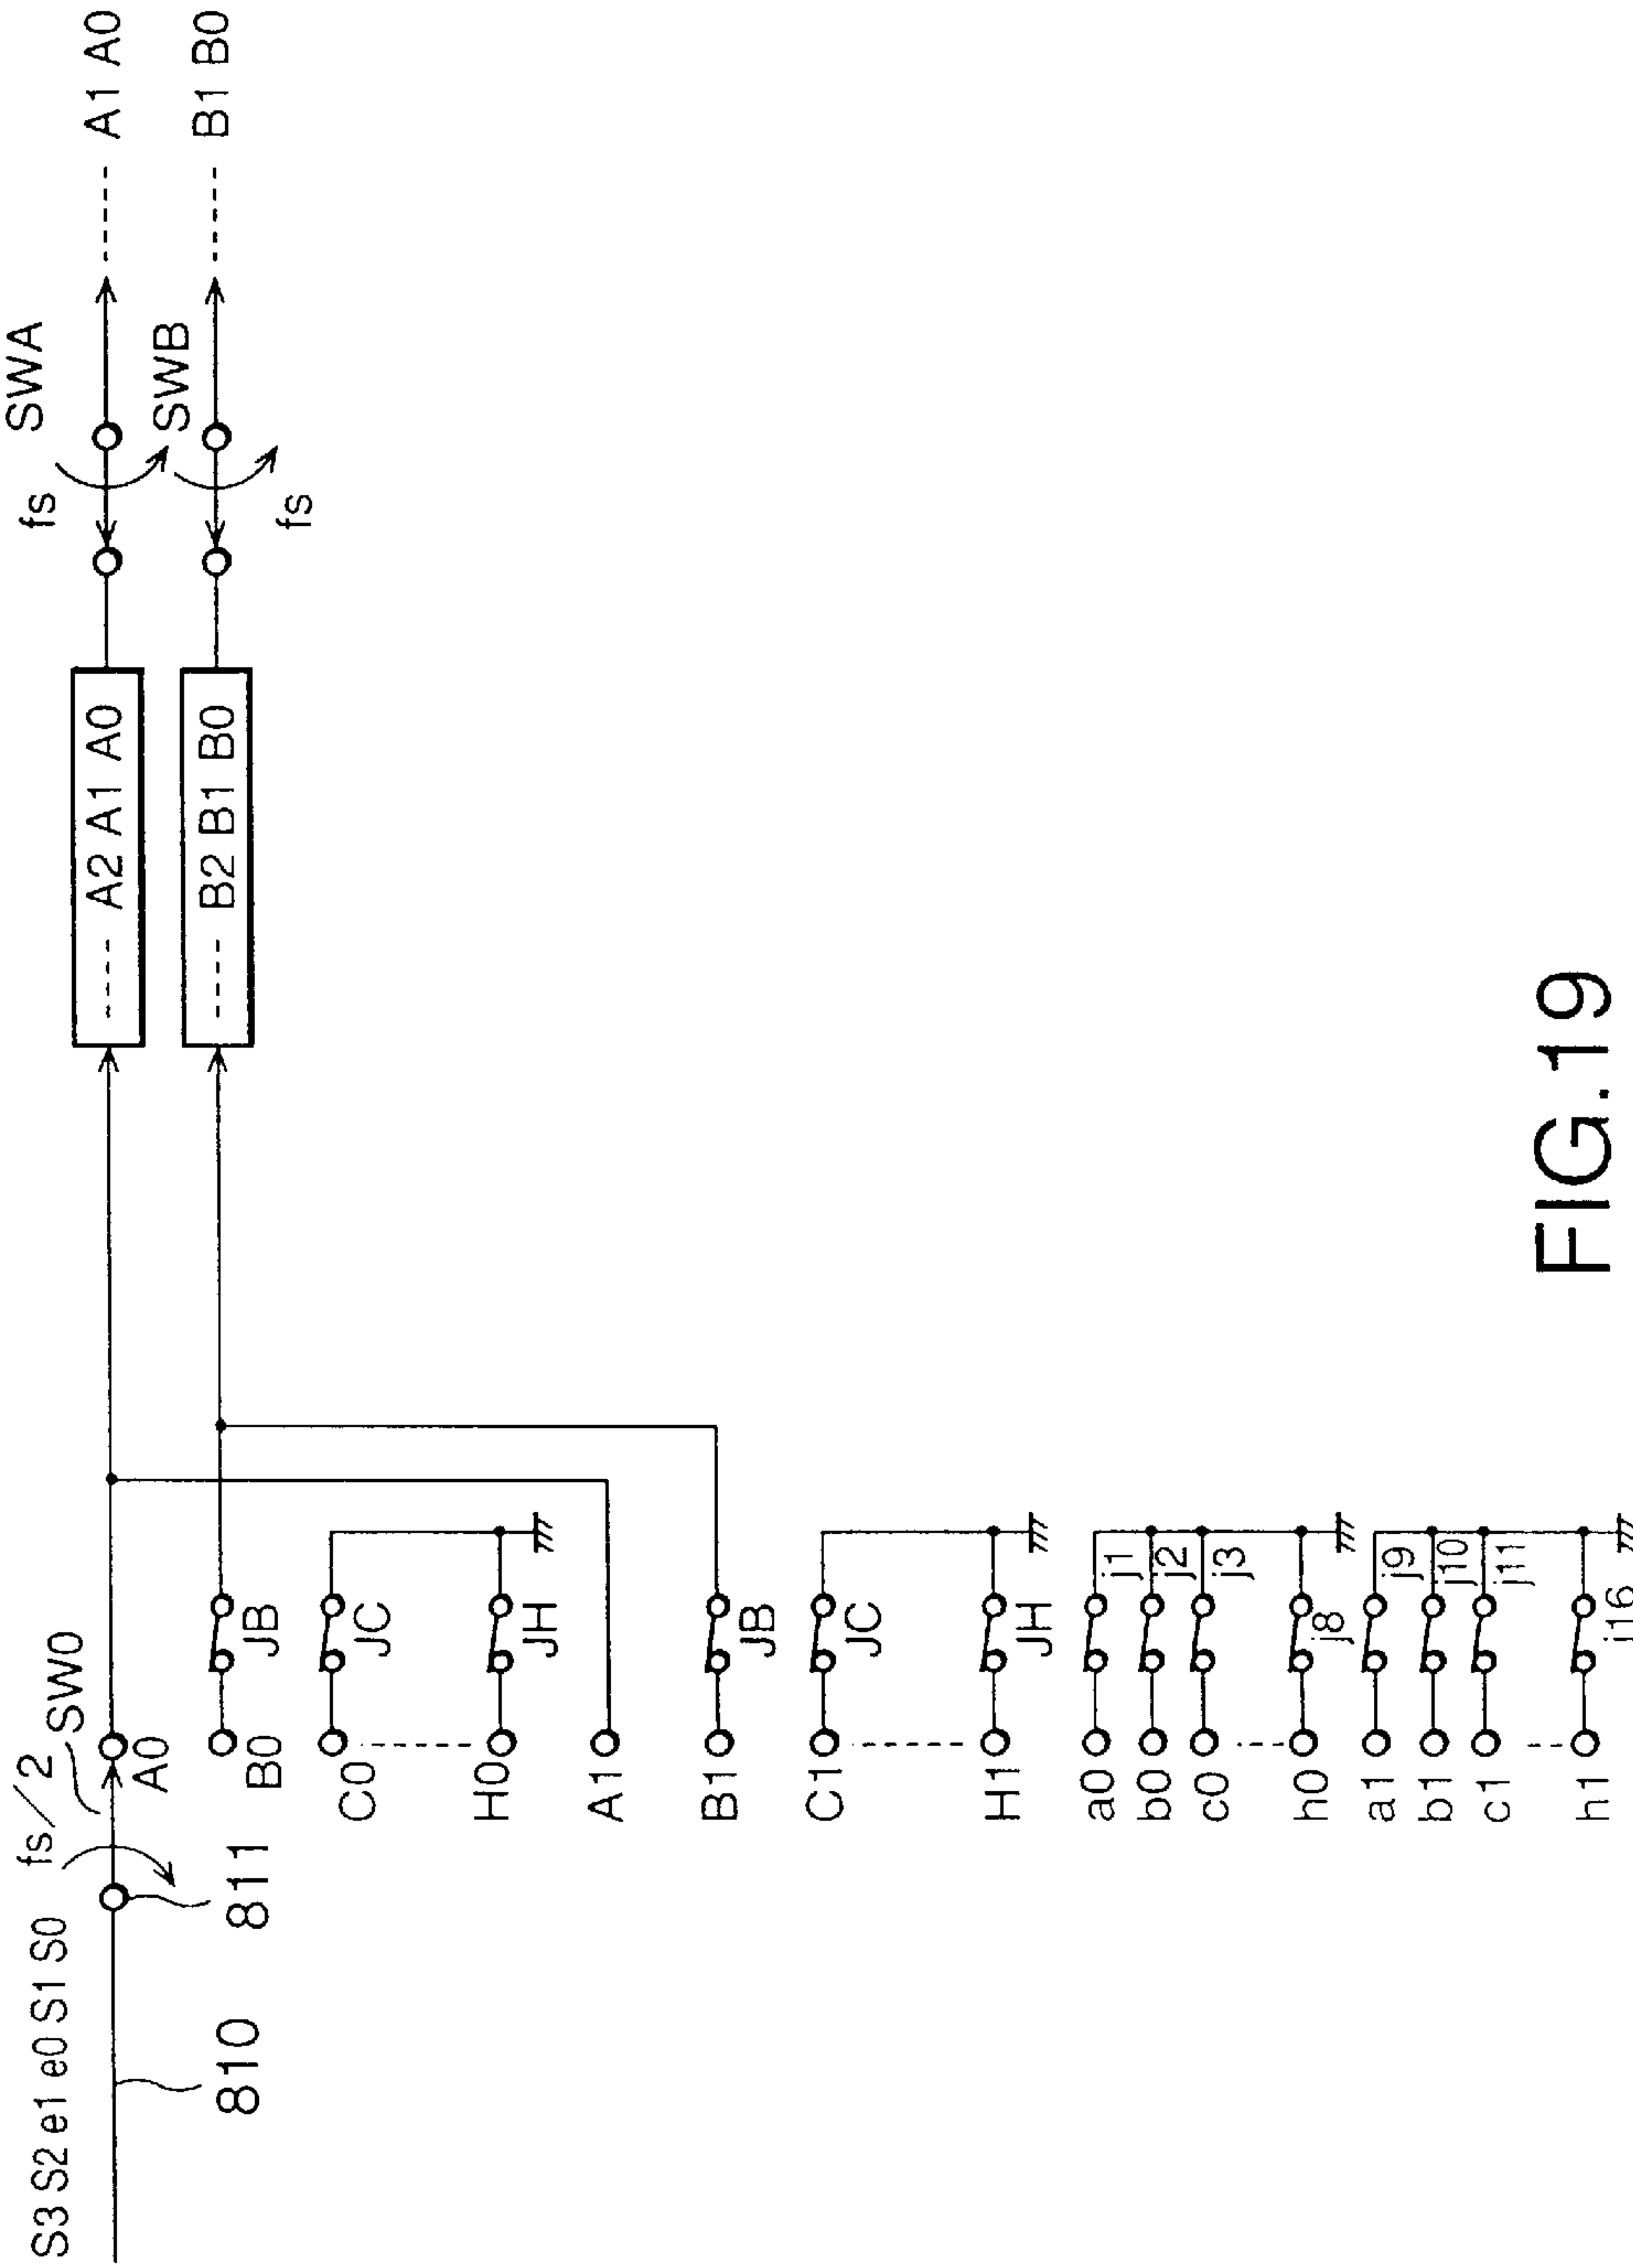 S3 S2 e1 e0 S1 S0
fs/2
SW0
810
811
A0
B0
JB
C0
JC
H0
JH
A1
B1
JB
C1
JC
H1
JH
a0
j1
b0
j2
c0
j3
h0
j8
a1
j9
b1
j10
c1
j11
h1
j16
A2 A1 A0
B2 B1 B0
fs
SWA
SWB
fs
A1 A0
B1 B0
FIG.19